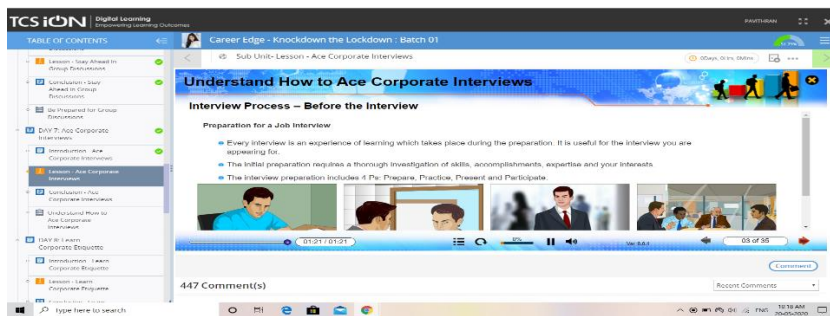 TCS iON Digital Learning
Empowering Learning Outcomes
PAVITHRAN
TABLE OF CONTENTS
Career Edge - Knockdown the Lockdown : Batch 01
Lesson - Stay Ahead in
Group Discussions
Conclusion - Stay
Ahead in Group
Discussions
Be Prepared for Group
Discussions
DAY 7: Ace Corporate
Interviews
Introduction - Ace
Corporate Interviews
Lesson - Ace Corporate
Interviews
Conclusion - Ace
Corporate Interviews
Understand How to
Ace Corporate
Interviews
DAY 8: Learn
Corporate Etiquette
Introduction - Learn
Corporate Etiquette
Lesson - Learn
Corporate Etiquette
Sub Unit- Lesson - Ace Corporate Interviews
0Days, 0Hrs, 0Mins
Understand How to Ace Corporate Interviews
Interview Process – Before the Interview
Preparation for a Job Interview
Every interview is an experience of learning which takes place during the preparation. It is useful for the interview you are
appearing for.
The initial preparation requires a thorough investigation of skills, accomplishments, expertise and your interests
The interview preparation includes 4 Ps: Prepare, Practice, Present and Participate.
01:21 / 01:21
03 of 35
Comment
447 Comment(s)
Recent Comments
Type here to search
ENG
10:18 AM
20-05-2020